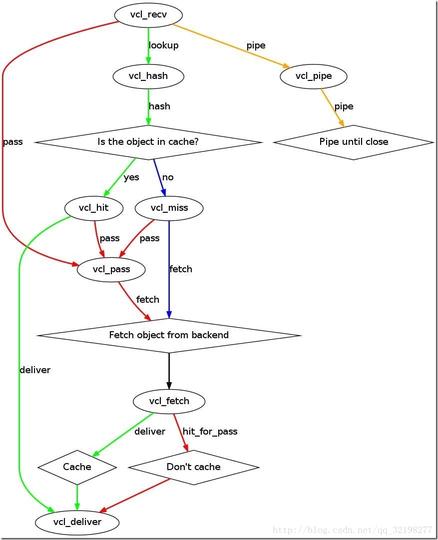 vcl_recv
lookup
pipe
vcl_hash
vcl_pipe
hash
pipe
pass
Is the object in cache?
Pipe until close
yes
no
vcl_hit
vcl_miss
pass
pass
vcl_pass
fetch
fetch
Fetch object from backend
deliver
vcl_fetch
deliver
hit_for_pass
Cache
Don't cache
vcl_deliver
http://blog.csdn.net/qq_32198277